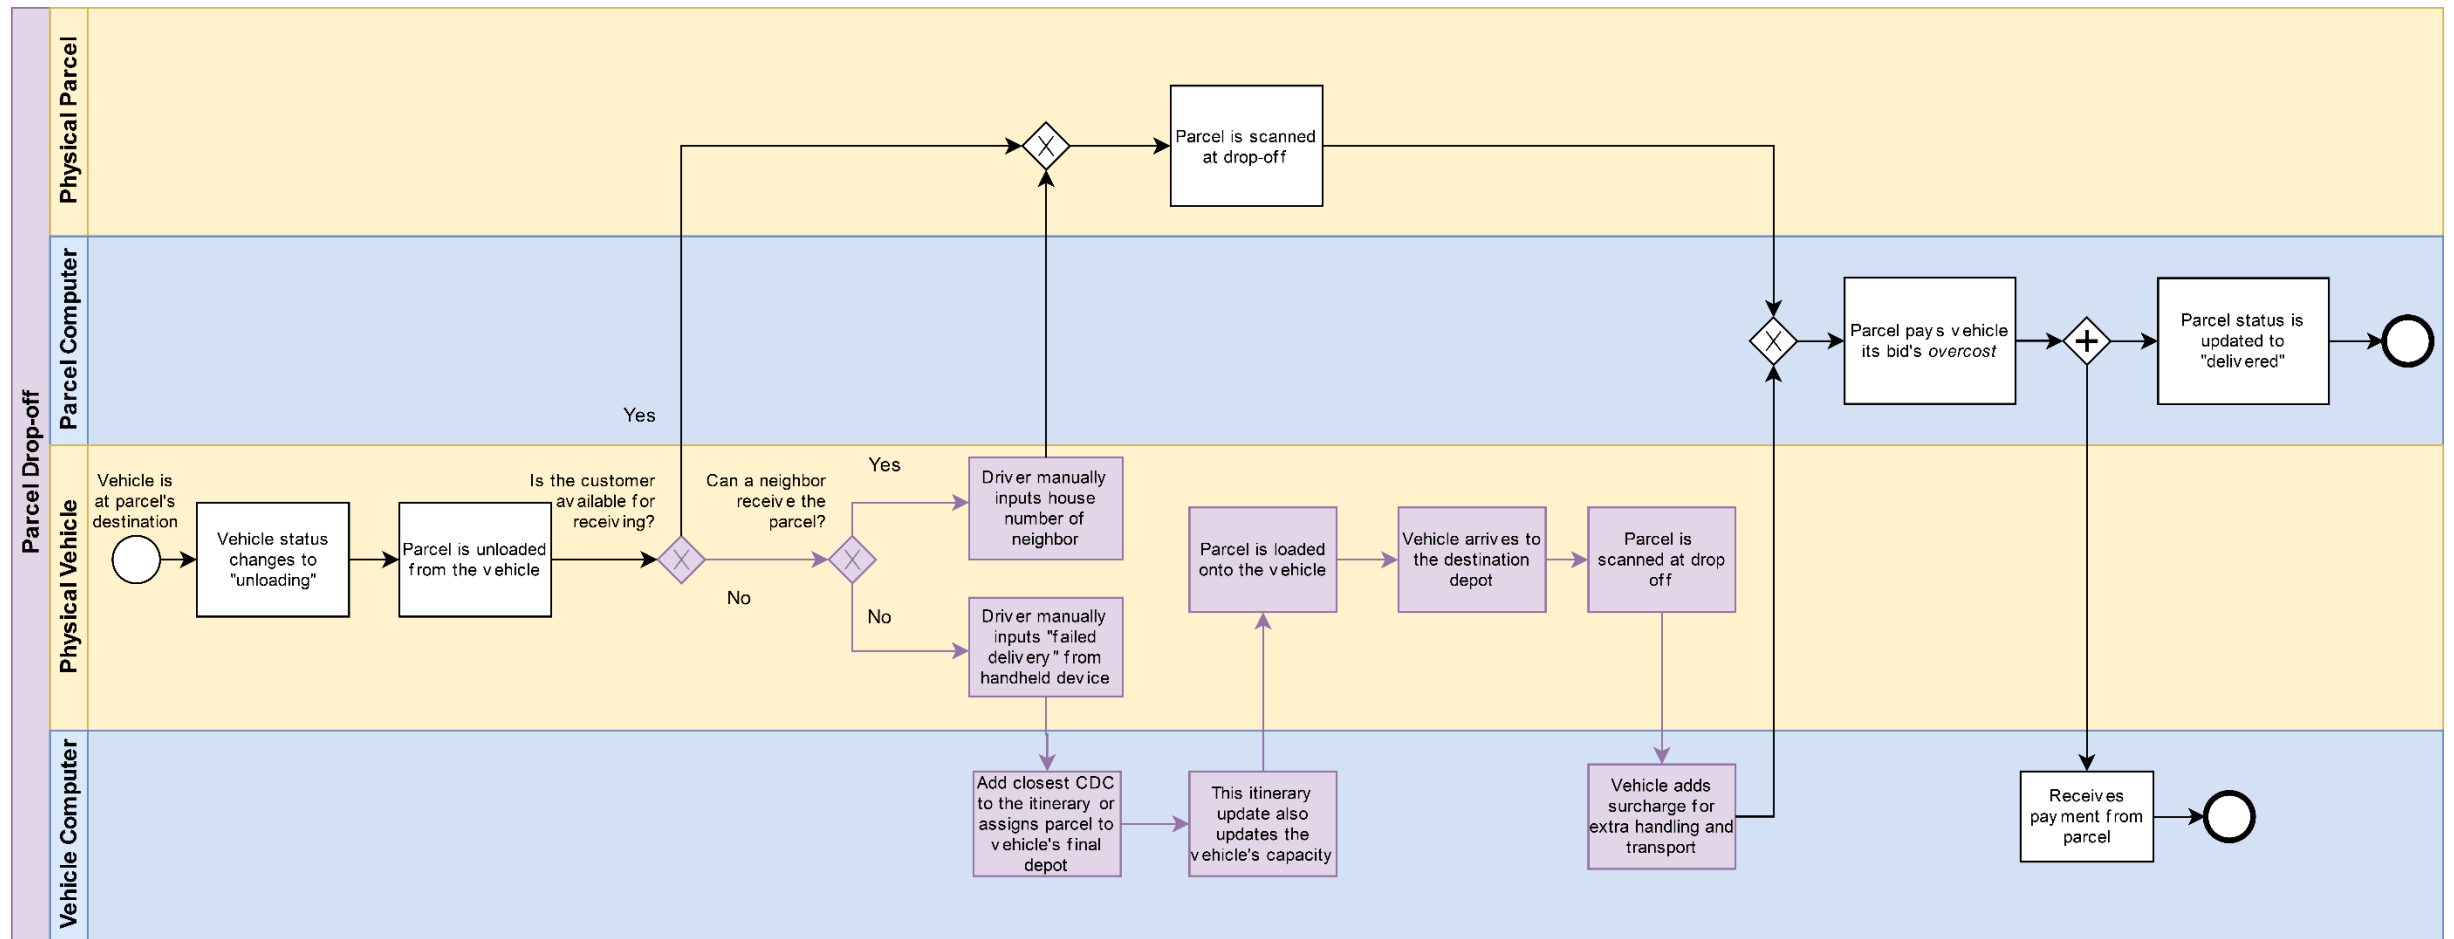 Parcel Drop-off
Physical Parcel
Parcel is scanned
at drop-off
Parcel Computer
Parcel pays vehicle
its bid's overcost
Parcel status is
updated to
"delivered"
Yes
Physical Vehicle
Vehicle is
at parcel's
destination
Vehicle status
changes to
"unloading"
Parcel is unloaded
from the vehicle
Is the customer
available for
receiving?
No
Can a neighbor
receive the
parcel?
Yes
No
Driver manually
inputs house
number of
neighbor
Driver manually
inputs "failed
delivery" from
handheld device
Parcel is loaded
onto the vehicle
Vehicle arrives to
the destination
depot
Parcel is
scanned at drop
off
Vehicle Computer
Add closest CDC
to the itinerary or
assigns parcel to
vehicle's final
depot
This itinerary
update also
updates the
vehicle's capacity
Vehicle adds
surcharge for
extra handling and
transport
Receives
payment from
parcel